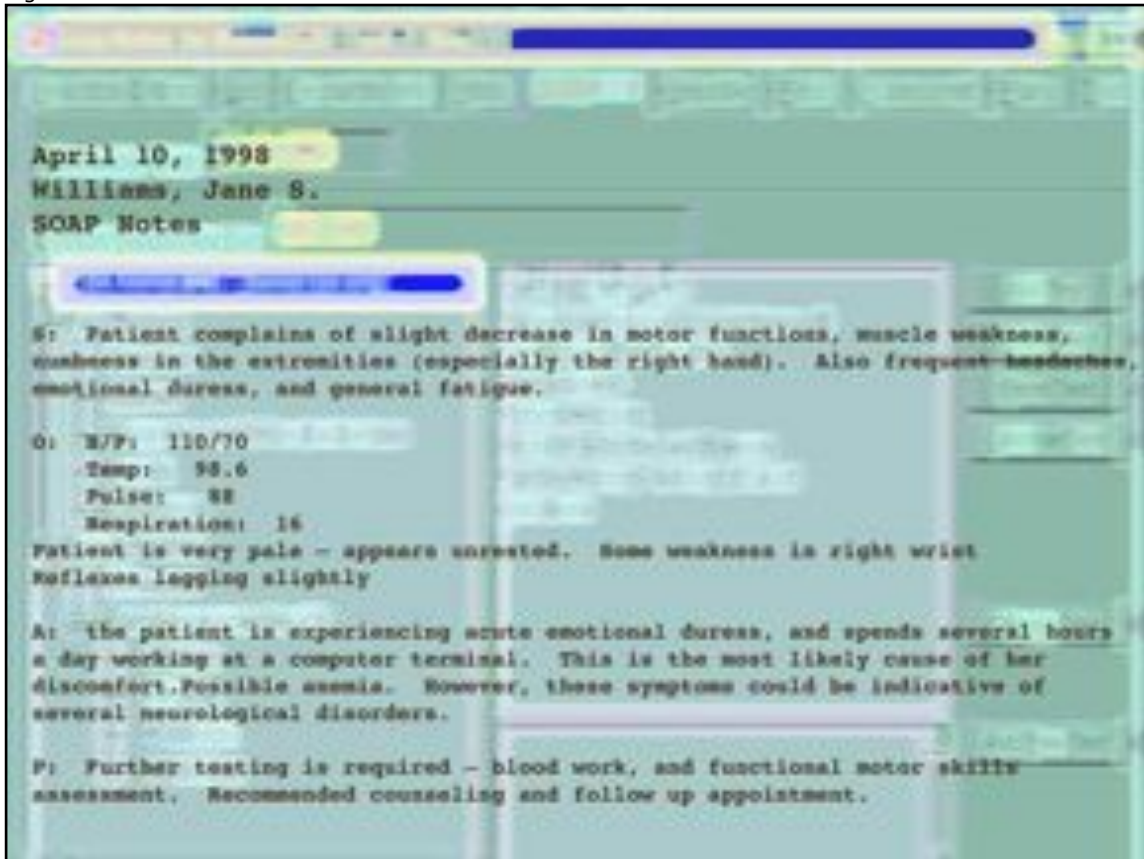 April 10, 1998
Williams, Jane S.
SOAP Notes
S: Patient complains of slight decrease in motor functions, muscle weakness,
numbness in the extremities (especially the right hand). Also frequent headaches,
emotional duress, and general fatigue.
O: B/P: 110/70
Temp: 98.6
Pulse: 88
Respiration: 16
Patient is very pale – appears unrested. Some weakness in right wrist
Reflexes lagging slightly
A: the patient is experiencing acute emotional duress, and spends several hours
a day working at a computer terminal. This is the most likely cause of her
discomfort.Possible anemia. However, these symptoms could be indicative of
several neurological disorders.
P: Further testing is required – blood work, and functional motor skills
assessment. Recommended counseling and follow up appointment.